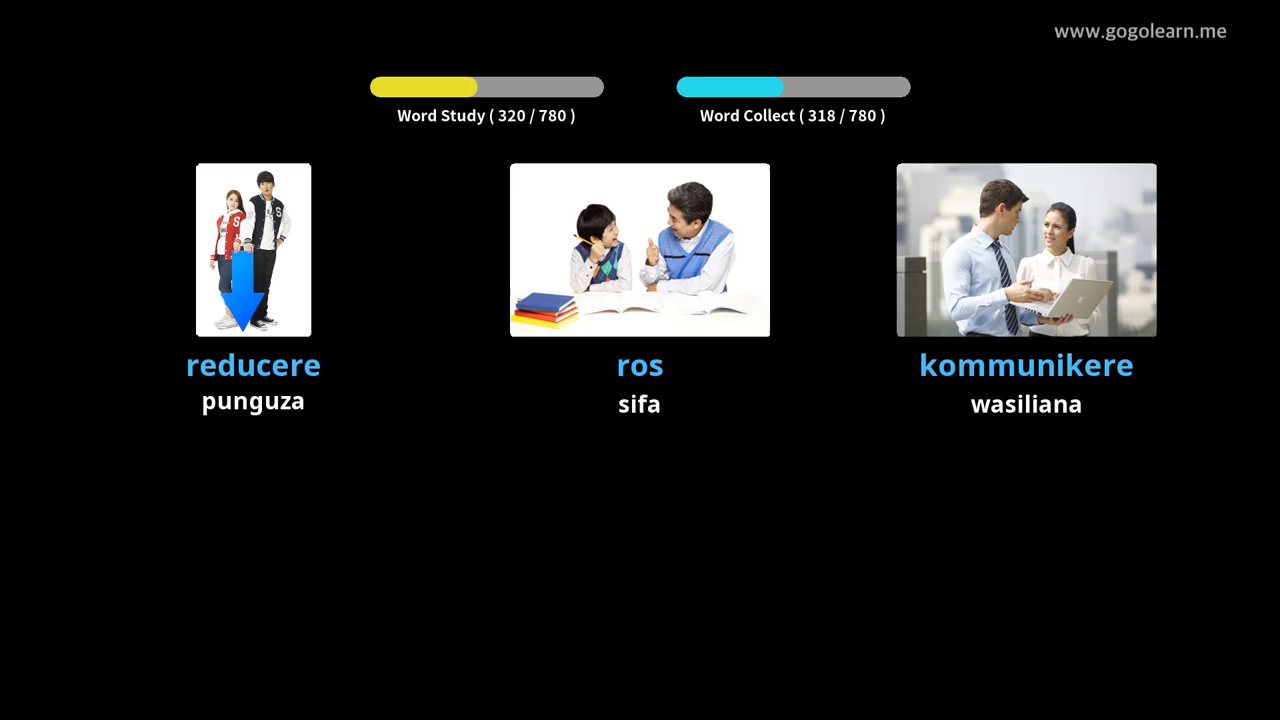 www.gogolearn.me
Word Study ( 320 / 780 )
Word Collect ( 318 / 780 )
S
S
reducere
ros
kommunikere
punguza
sifa
wasiliana